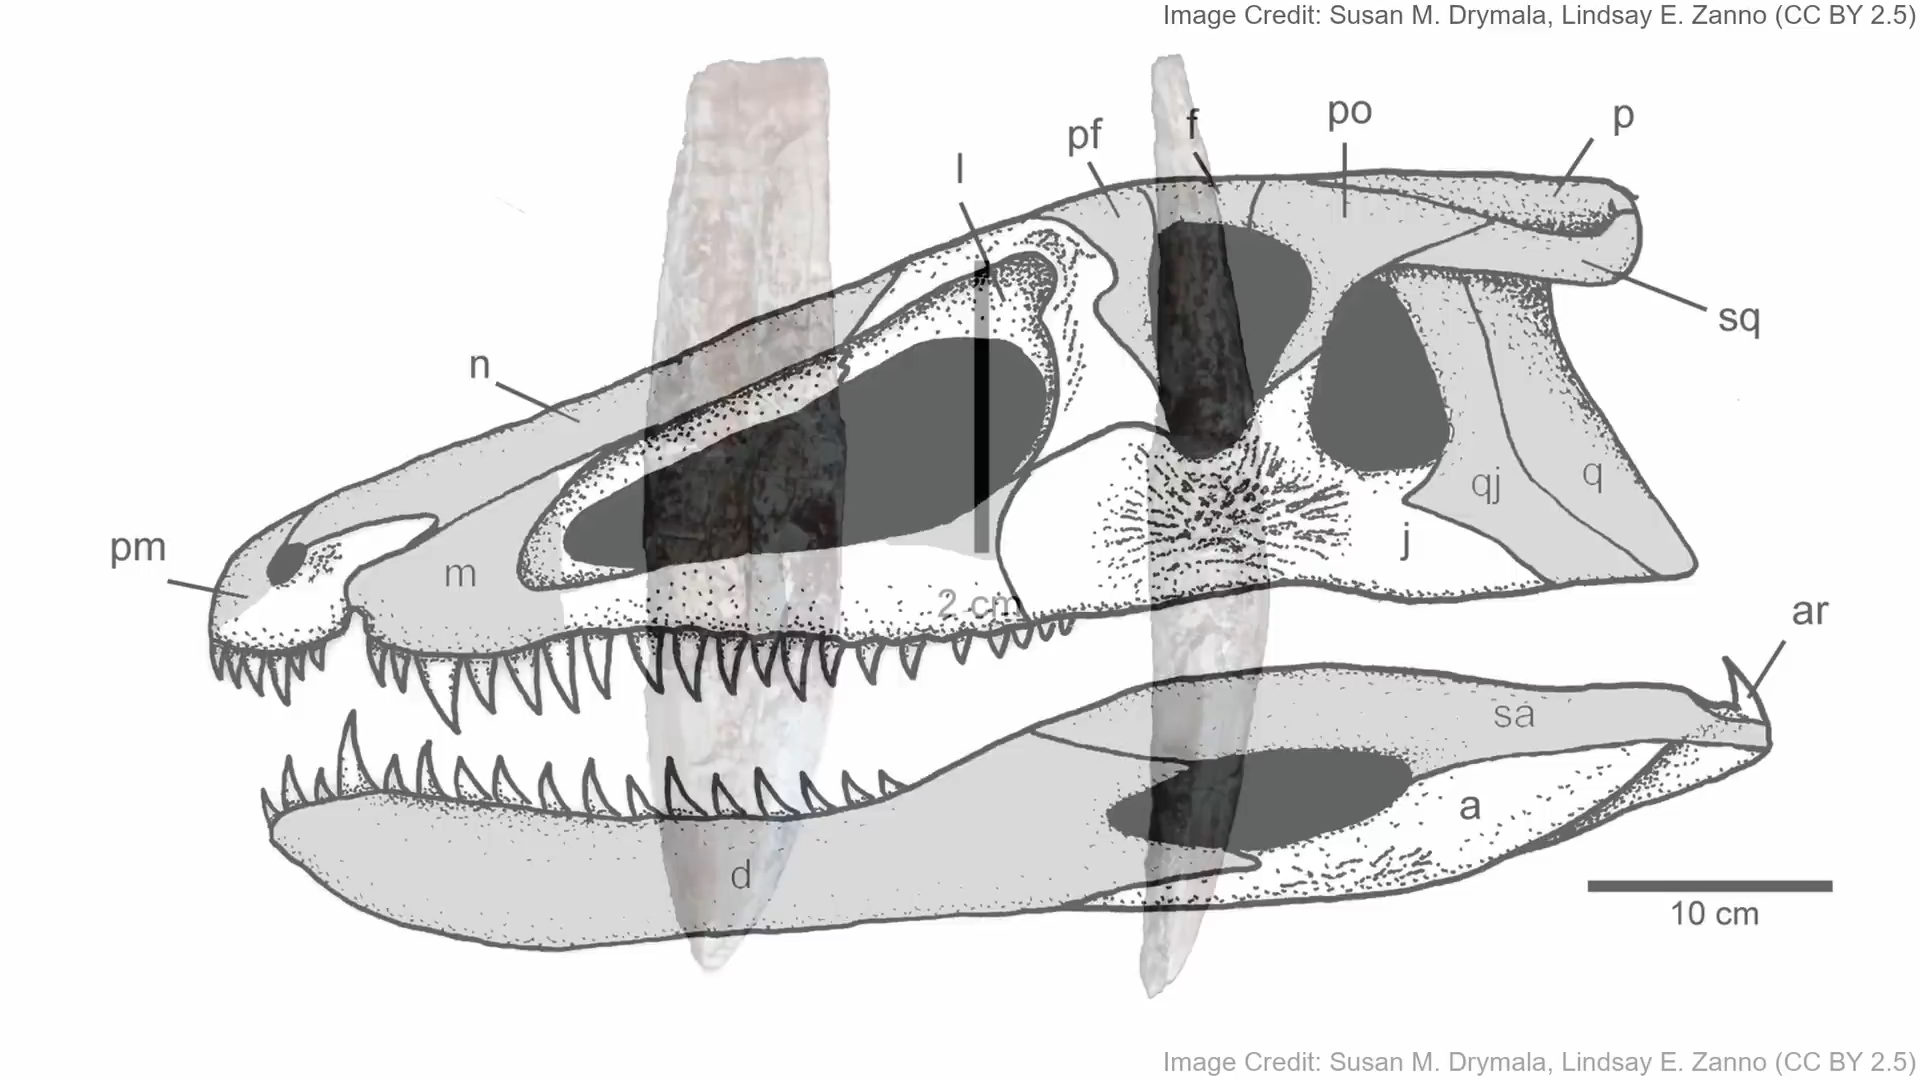 Image Credit: Susan M. Drymala, Lindsay E. Zanno (CC BY 2.5)
po
p
f
pf
l
sq
n
qj
q
pm
j
m
2 cm
ar
sa
a
d
10 cm
Image Credit: Susan M. Drymala, Lindsay E. Zanno (CC BY 2.5)